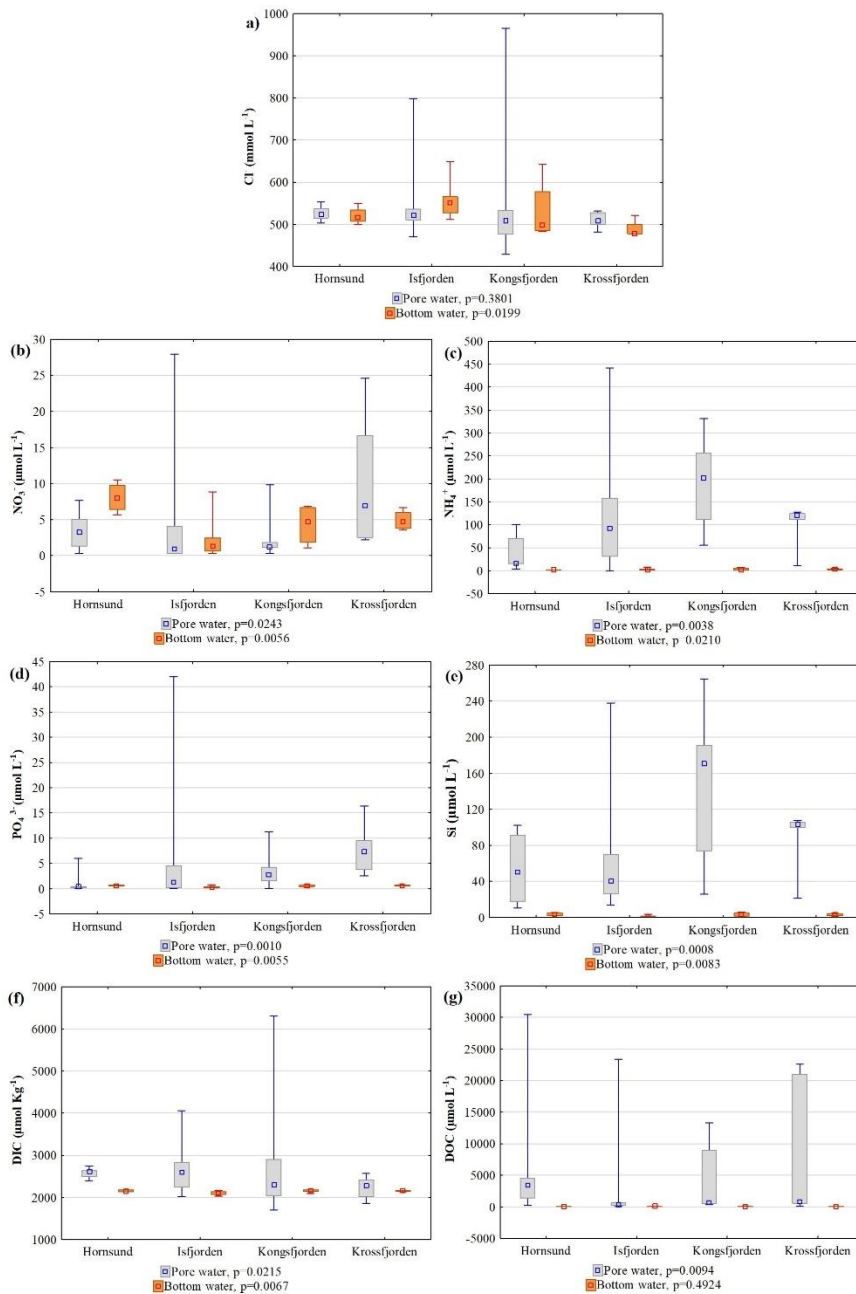 a)
1000
900
800
700
600
500
400
Cl⁻ (mmol L⁻¹)
Hornsund Isfjorden Kongsfjorden Krossfjorden
Pore water, p=0.3801
Bottom water, p=0.0199
(b)
30
25
20
15
10
5
0
-5
NO₃⁻ (µmol L⁻¹)
Hornsund Isfjorden Kongsfjorden Krossfjorden
Pore water, p=0.0243
Bottom water, p=0.0056
(c)
500
450
400
350
300
250
200
150
100
50
0
-50
NH₄⁺ (µmol L⁻¹)
Hornsund Isfjorden Kongsfjorden Krossfjorden
Pore water, p=0.0038
Bottom water, p=0.0210
(d)
45
40
35
30
25
20
15
10
5
0
-5
PO₄³⁻ (µmol L⁻¹)
Hornsund Isfjorden Kongsfjorden Krossfjorden
Pore water, p=0.0010
Bottom water, p=0.0055
(e)
280
240
200
160
120
80
40
0
Si (µmol L⁻¹)
Hornsund Isfjorden Kongsfjorden Krossfjorden
Pore water, p=0.0008
Bottom water, p=0.0083
(f)
7000
6000
5000
4000
3000
2000
1000
DIC (µmol Kg⁻¹)
Hornsund Isfjorden Kongsfjorden Krossfjorden
Pore water, p=0.0215
Bottom water, p=0.0067
(g)
35000
30000
25000
20000
15000
10000
5000
0
-5000
DOC (µmol L⁻¹)
Hornsund Isfjorden Kongsfjorden Krossfjorden
Pore water, p=0.0094
Bottom water, p=0.4924